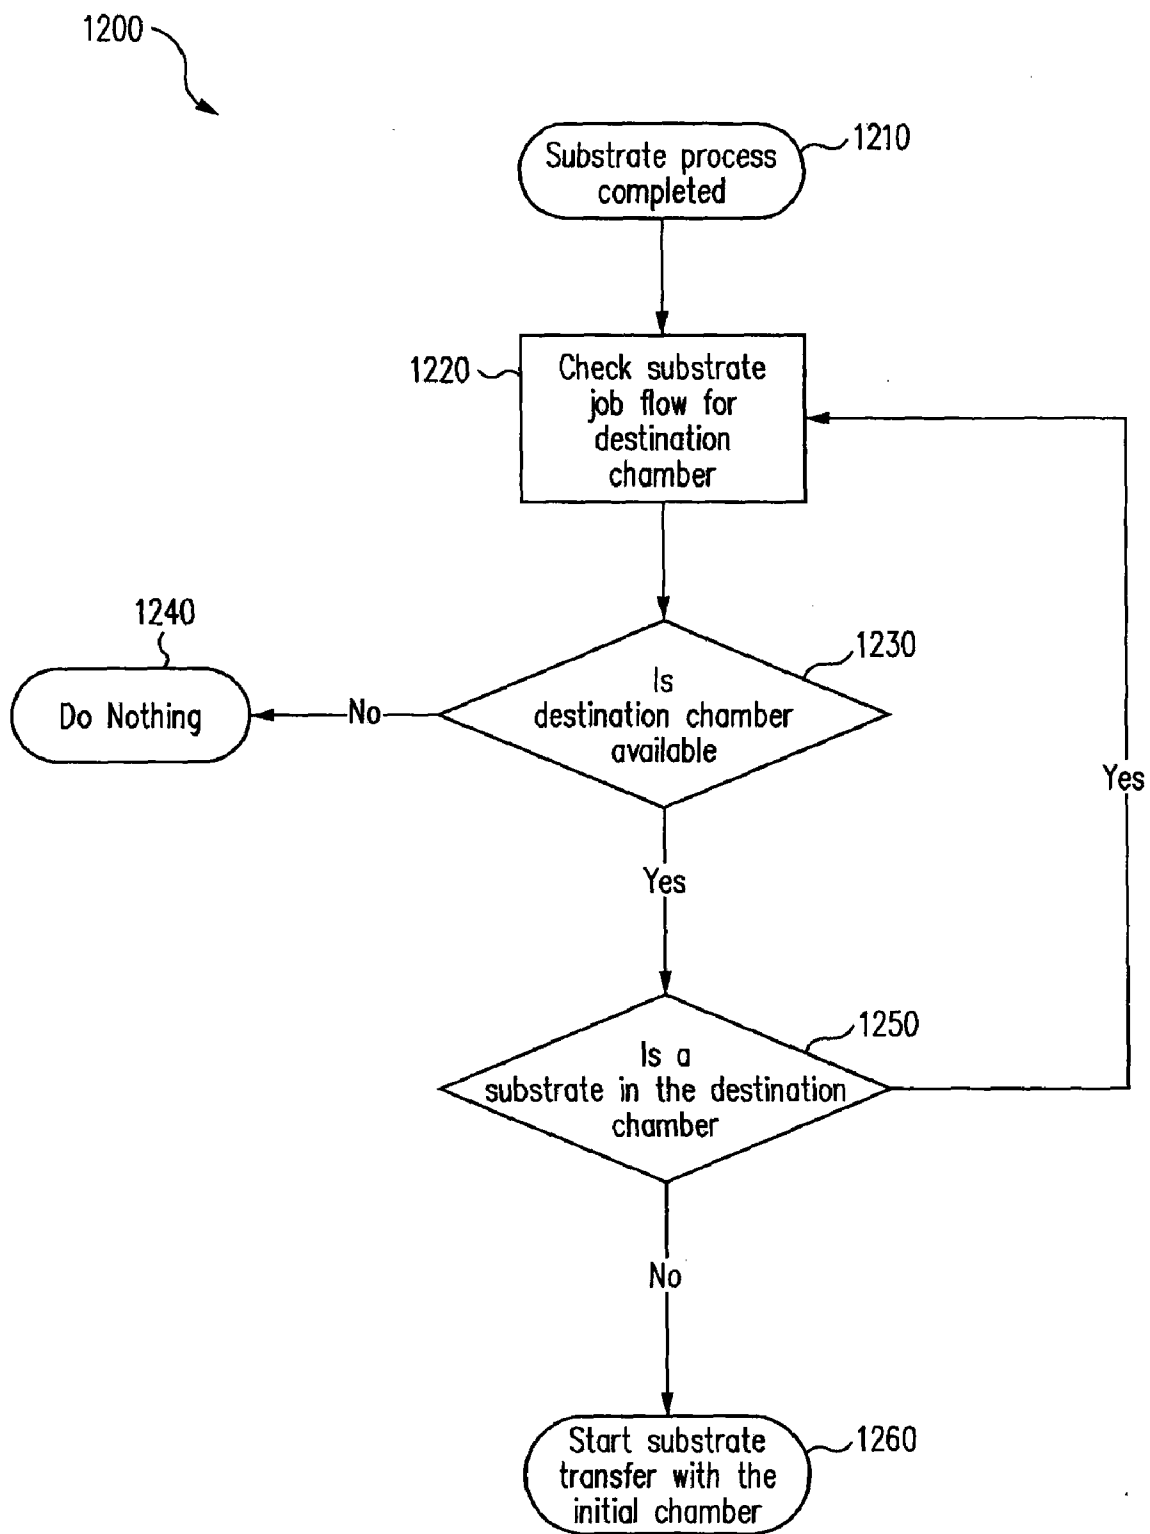 1200
1210
Substrate process
completed
1220
Check substrate
job flow for
destination
chamber
1240
1230
Do Nothing
No
Is
destination chamber
available
Yes
Yes
1250
Is a
substrate in the destination
chamber
No
1260
Start substrate
transfer with the
initial chamber